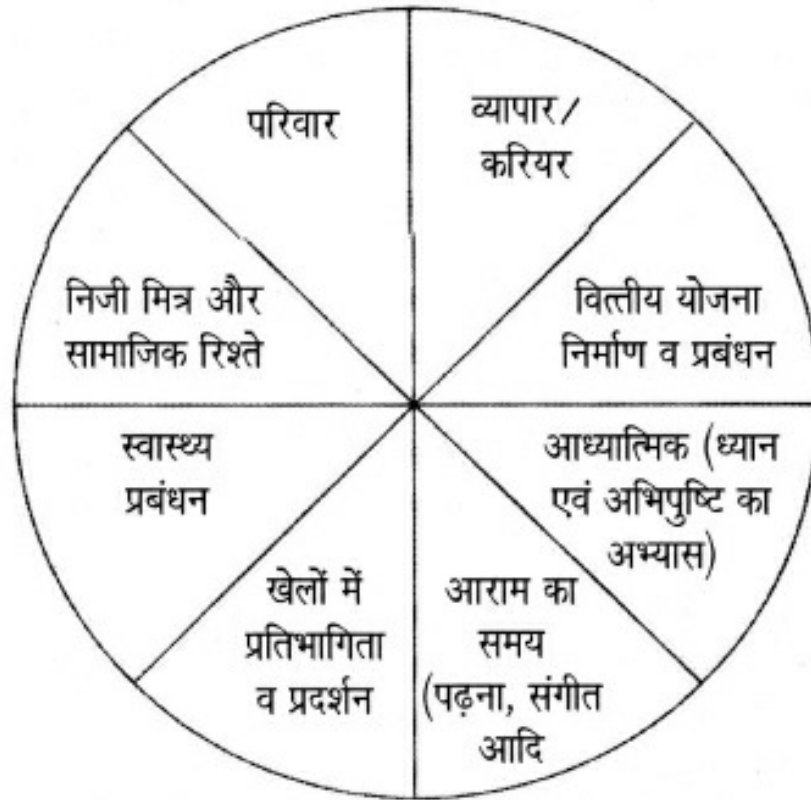 परिवार
व्यापार/
करियर
वित्तीय योजना
निर्माण व प्रबंधन
आध्यात्मिक (ध्यान
एवं अभिपुष्टि का
अभ्यास)
आराम का
समय
(पढ़ना, संगीत
आदि
खेलों में
प्रतिभागिता
व प्रदर्शन
स्वास्थ्य
प्रबंधन
निजी मित्र और
सामाजिक रिश्ते